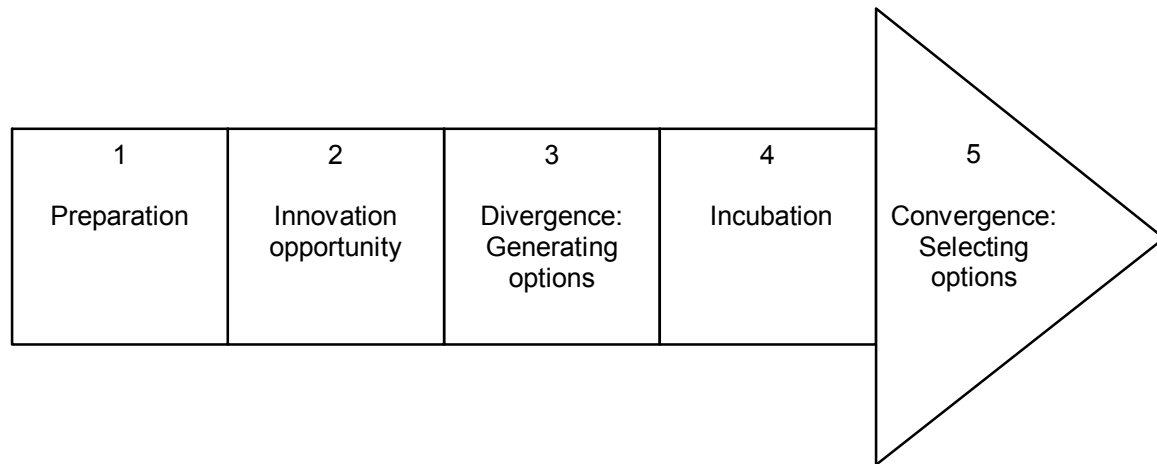 1
Preparation
2
Innovation
opportunity
3
Divergence:
Generating
options
4
Incubation
5
Convergence:
Selecting
options